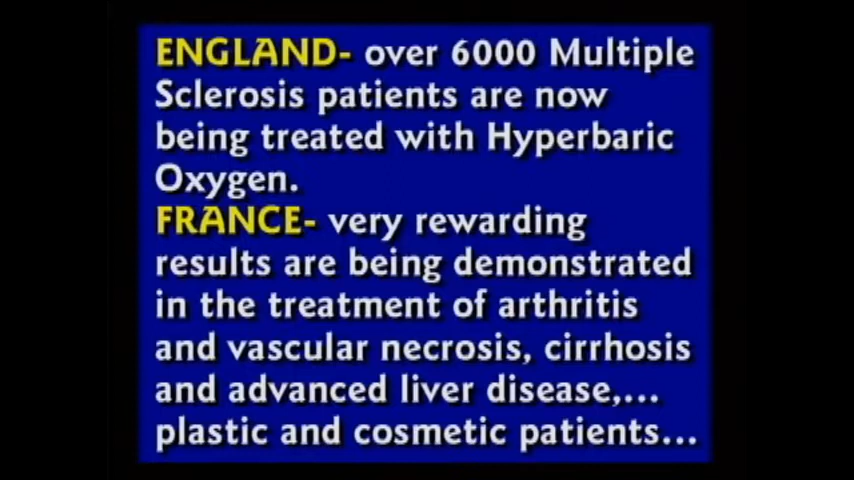 ENGLAND- over 6000 Multiple
Sclerosis patients are now
being treated with Hyperbaric
Oxygen.
FRANCE- very rewarding
results are being demonstrated
in the treatment of arthritis
and vascular necrosis, cirrhosis
and advanced liver disease,...
plastic and cosmetic patients...